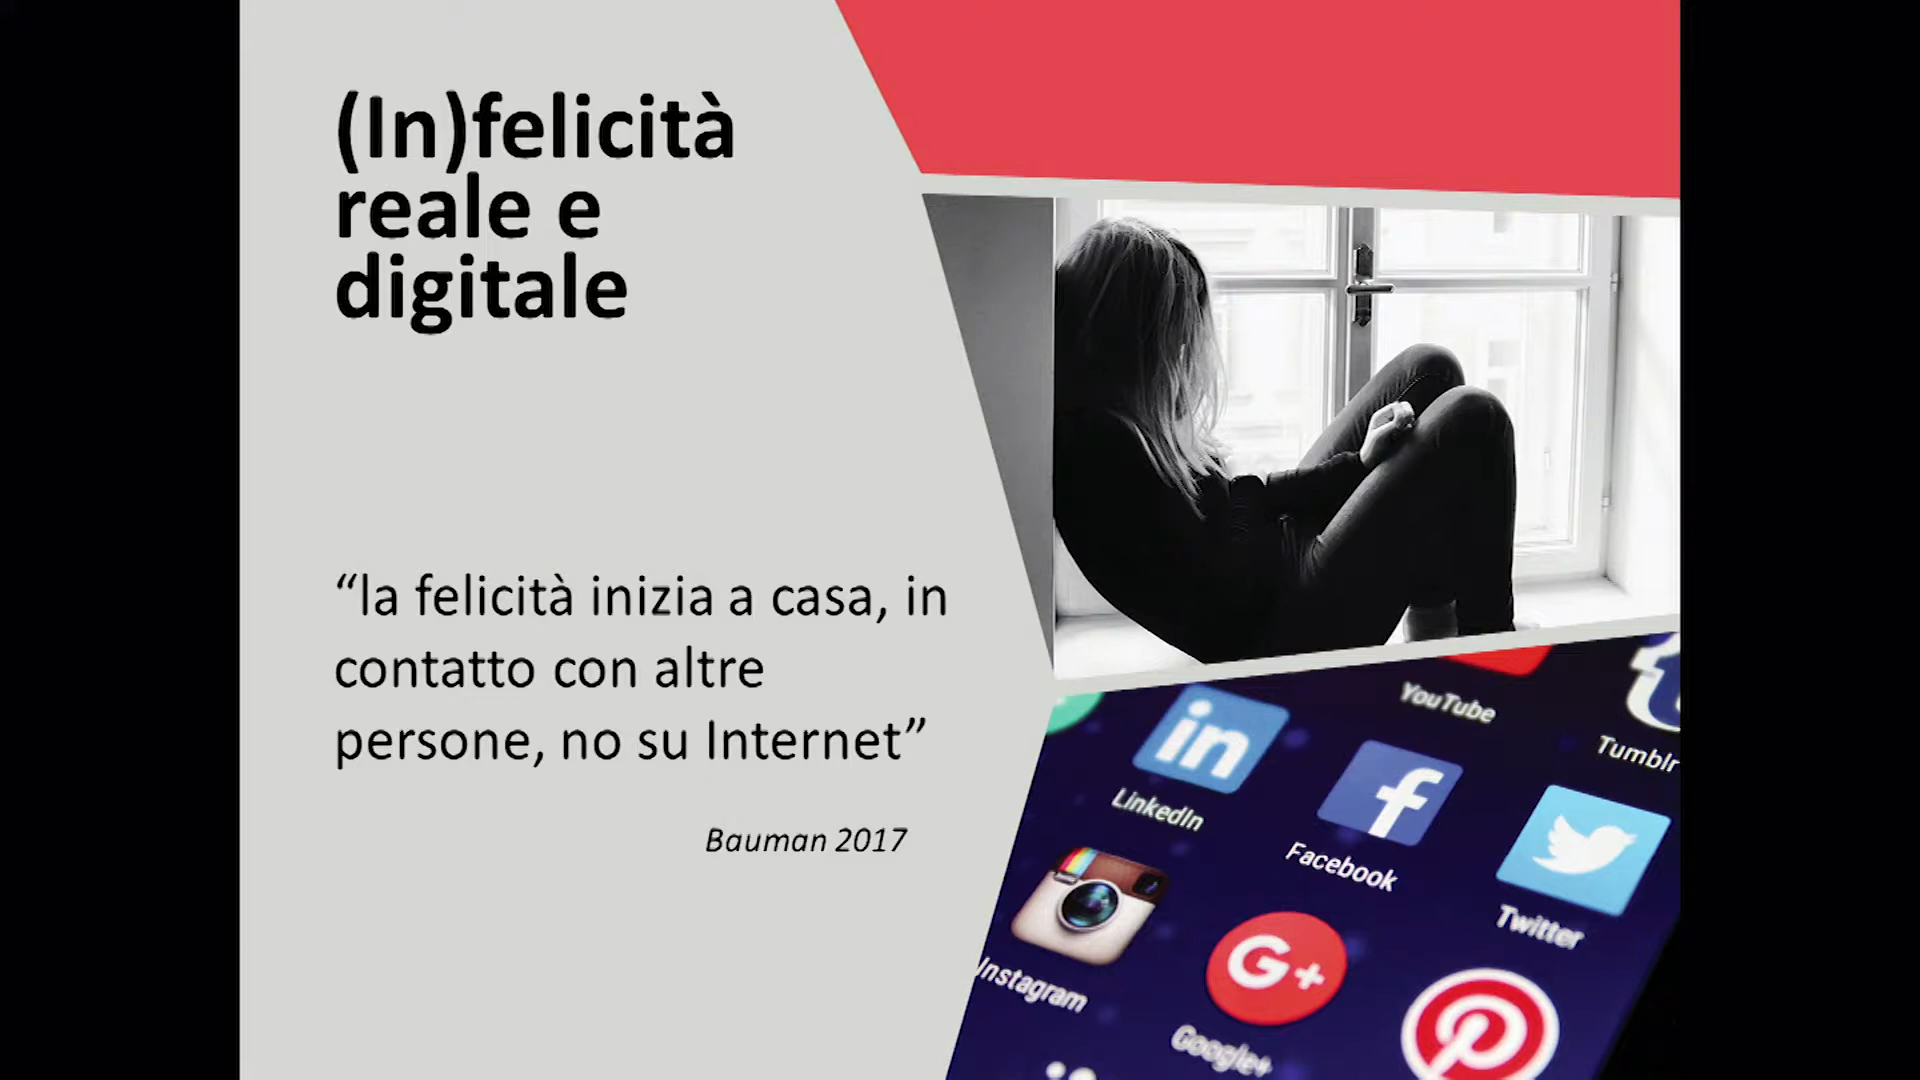 (In)felicità
reale e
digitale
“la felicità inizia a casa, in
contatto con altre
persone, no su Internet”
Bauman 2017
YouTube
Tumblr
LinkedIn
Facebook
Twitter
Instagram
Google+